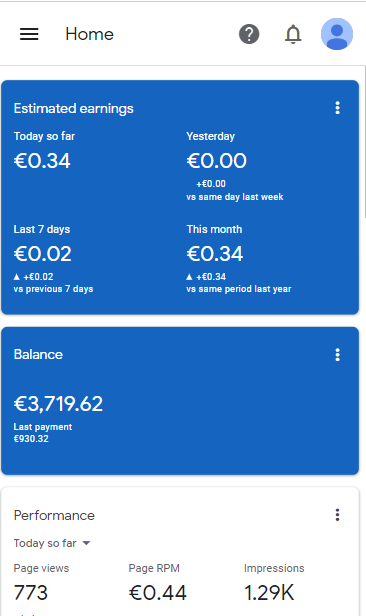 Home
Estimated earnings
Today so far
€0.34
Yesterday
€0.00
+€0.00
vs same day last week
Last 7 days
€0.02
▲ +€0.02
vs previous 7 days
This month
€0.34
▲ +€0.34
vs same period last year
Balance
€3,719.62
Last payment
€930.32
Performance
Today so far
Page views
773
Page RPM
€0.44
Impressions
1.29K